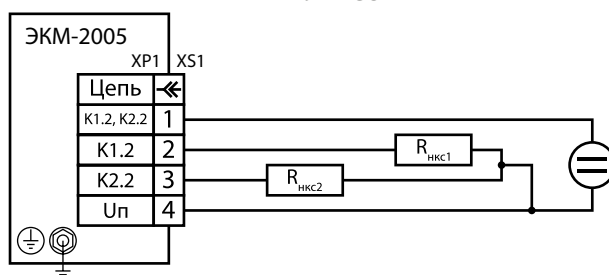 ЭКМ-2005
XP1 XS1
Цепь
К1.2, К2.2 1
К1.2 2
К2.2 3
Uп 4
Rнкс1
Rнкс2